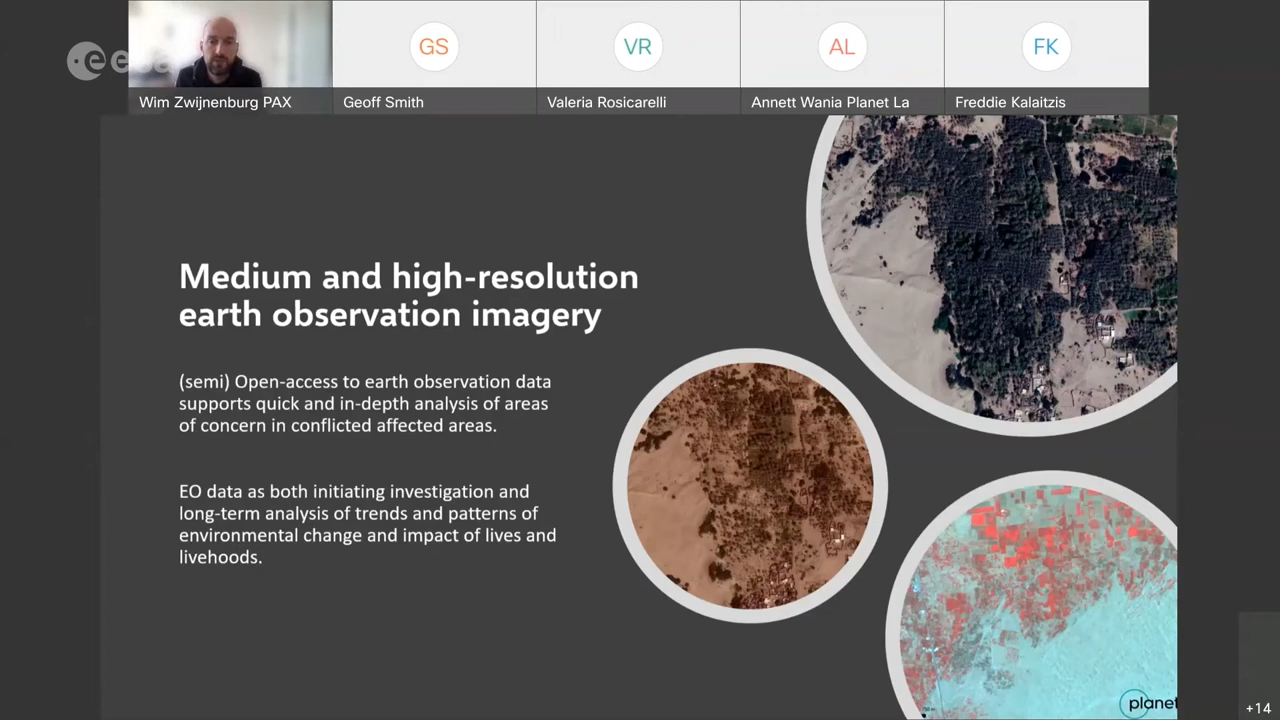 esa
GS
VR
AL
FK
Wim Zwijnenburg PAX
Geoff Smith
Valeria Rosicarelli
Annett Wania Planet La
Freddie Kalaitzis
Medium and high-resolution
earth observation imagery
(semi) Open-access to earth observation data
supports quick and in-depth analysis of areas
of concern in conflicted affected areas.
EO data as both initiating investigation and
long-term analysis of trends and patterns of
environmental change and impact of lives and
livehoods.
planet
+14